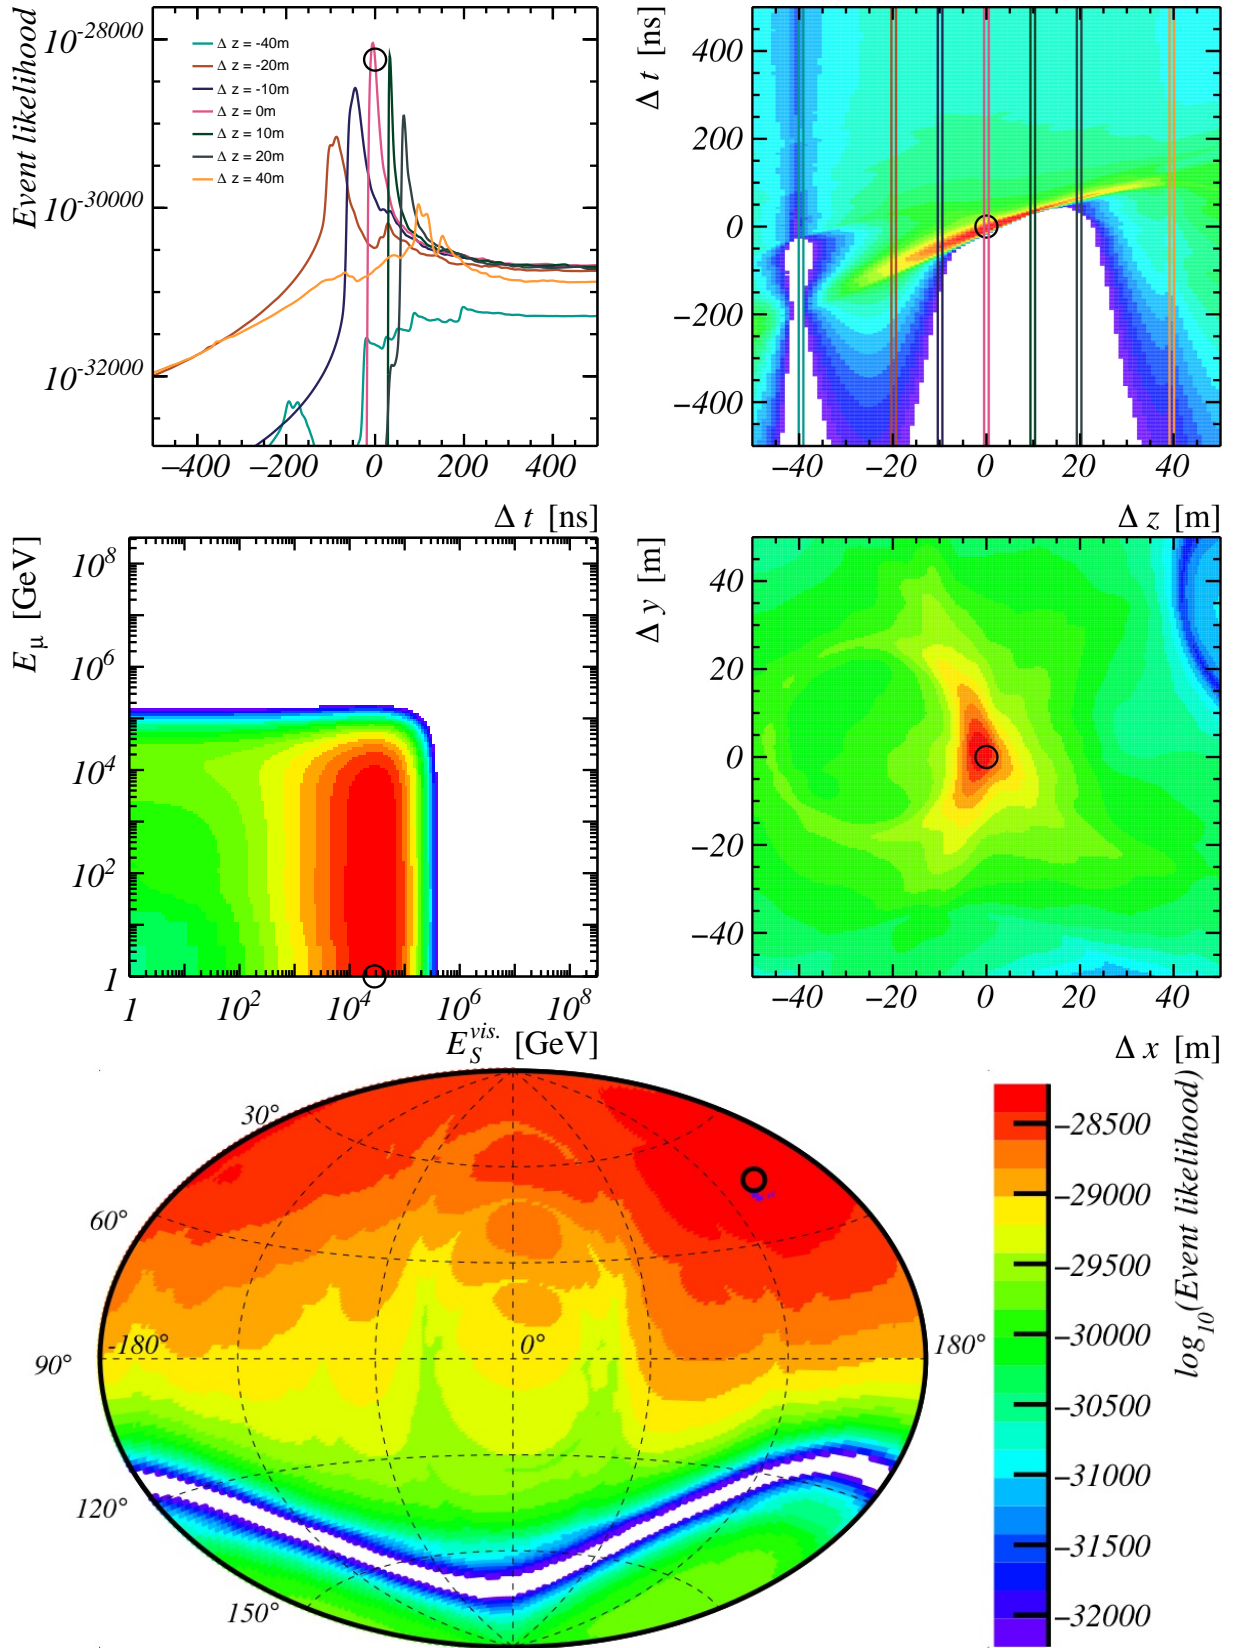 Event likelihood
10^-28000
10^-30000
10^-32000
Δ z = -40m
Δ z = -20m
Δ z = -10m
Δ z = 0m
Δ z = 10m
Δ z = 20m
Δ z = 40m
−400 −200 0 200 400
Δ t [ns]
Δ t [ns]
400
200
0
−200
−400
−40 −20 0 20 40
Δ z [m]
E_μ [GeV]
10^8
10^6
10^4
10^2
1
1 10^2 10^4 10^6 10^8
E_S^vis. [GeV]
Δ y [m]
40
20
0
−20
−40
−40 −20 0 20 40
Δ x [m]
30°
60°
90°
120°
150°
-180° 0° 180°
−28500
−29000
−29500
−30000
−30500
−31000
−31500
−32000
log_10(Event likelihood)